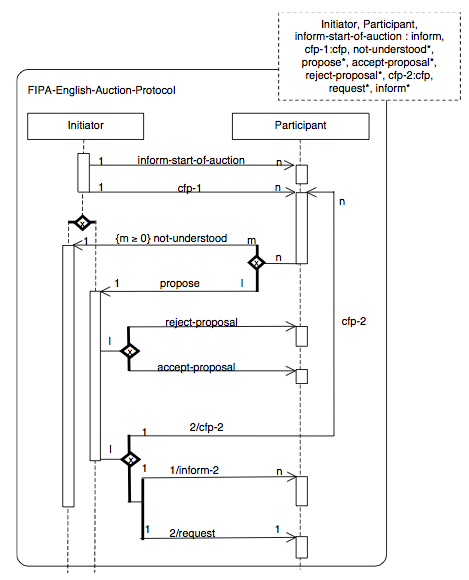 Initiator, Participant,
inform-start-of-auction : inform,
cfp-1:cfp, not-understood*,
propose*, accept-proposal*,
reject-proposal*, cfp-2:cfp,
request*, inform*
FIPA-English-Auction-Protocol
Initiator
Participant
1 inform-start-of-auction n
1 cfp-1 n
n
x
1 {m ≥ 0} not-understood m
x n
1 propose l
reject-proposal
cfp-2
l x
accept-proposal
1 2/cfp-2
l x
1 1/inform-2 n
1 2/request 1